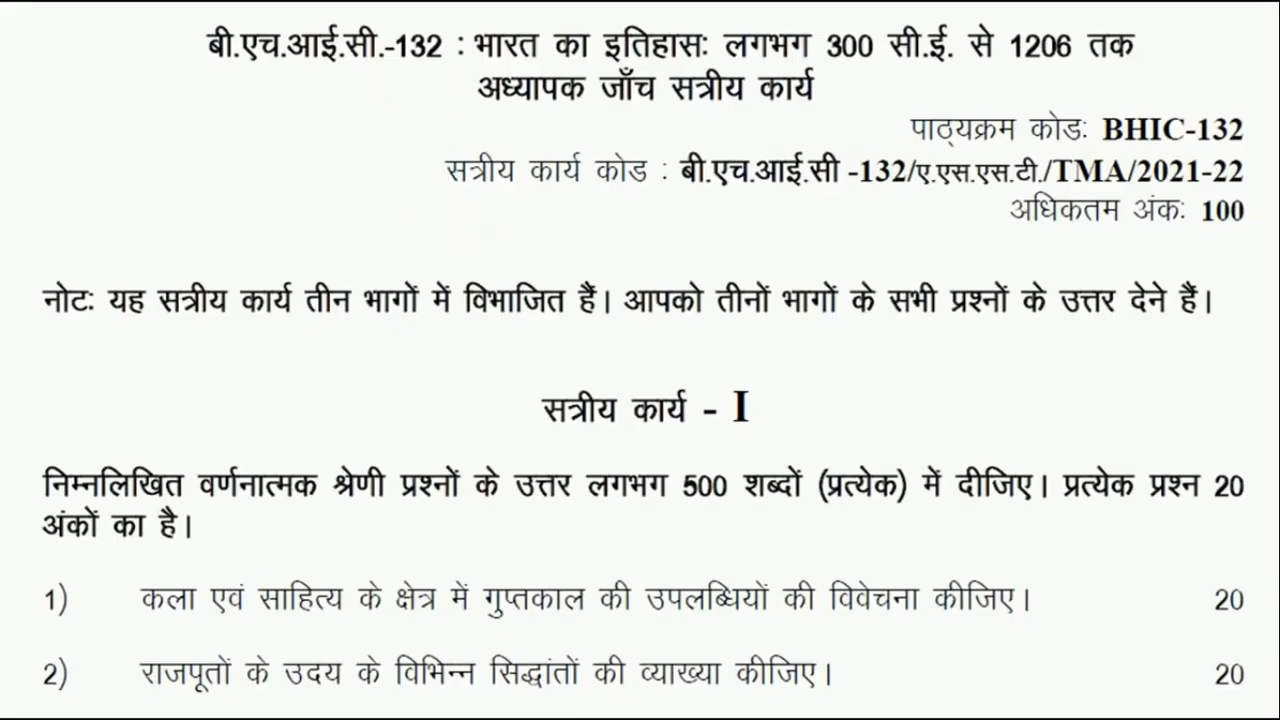 बी.एच.आई.सी.-132 : भारत का इतिहासः लगभग 300 सी.ई. से 1206 तक
अध्यापक जाँच सत्रीय कार्य
पाठ्यक्रम कोडः BHIC-132
सत्रीय कार्य कोड : बी.एच.आई.सी -132/ए.एस.एस.टी./TMA/2021-22
अधिकतम अंकः 100
नोटः यह सत्रीय कार्य तीन भागों में विभाजित हैं। आपको तीनों भागों के सभी प्रश्नों के उत्तर देने हैं।
सत्रीय कार्य - I
निम्नलिखित वर्णनात्मक श्रेणी प्रश्नों के उत्तर लगभग 500 शब्दों (प्रत्येक) में दीजिए। प्रत्येक प्रश्न 20
अंकों का है।
1) कला एवं साहित्य के क्षेत्र में गुप्तकाल की उपलब्धियों की विवेचना कीजिए। 20
2) राजपूतों के उदय के विभिन्न सिद्धांतों की व्याख्या कीजिए। 20